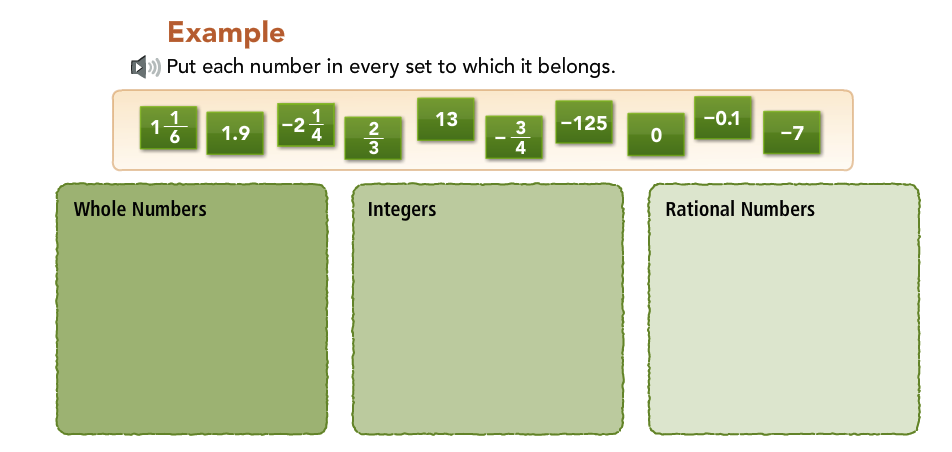 Example
Put each number in every set to which it belongs.
1 1/6 1.9 −2 1/4 2/3 13 − 3/4 −125 0 −0.1 −7
Whole Numbers Integers Rational Numbers